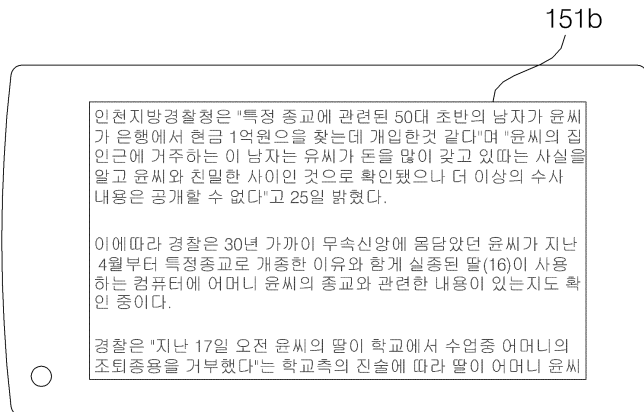 151b
인천지방경찰청은 "특정 종교에 관련된 50대 초반의 남자가 윤씨
가 은행에서 현금 1억원으을 찾는데 개입한것 같다"며 "윤씨의 집
인근에 거주하는 이 남자는 유씨가 돈을 많이 갖고 있따는 사실을
알고 윤씨와 친밀한 사이인 것으로 확인됐으나 더 이상의 수사
내용은 공개할 수 없다"고 25일 밝혔다.
이에따라 경찰은 30년 가까이 무속신앙에 몸담았던 윤씨가 지난
4월부터 특정종교로 개종한 이유와 함게 실종된 딸(16)이 사용
하는 컴퓨터에 어머니 윤씨의 종교와 관련한 내용이 있는지도 확
인 중이다.
경찰은 "지난 17일 오전 윤씨의 딸이 학교에서 수업중 어머니의
조퇴종용을 거부했다"는 학교측의 진술에 따라 딸이 어머니 윤씨